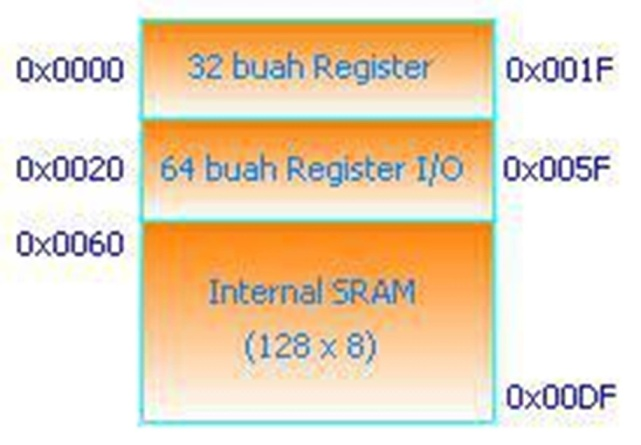 0x0000 32 buah Register 0x001F
0x0020 64 buah Register I/O 0x005F
0x0060
Internal SRAM
(128 x 8)
0x00DF